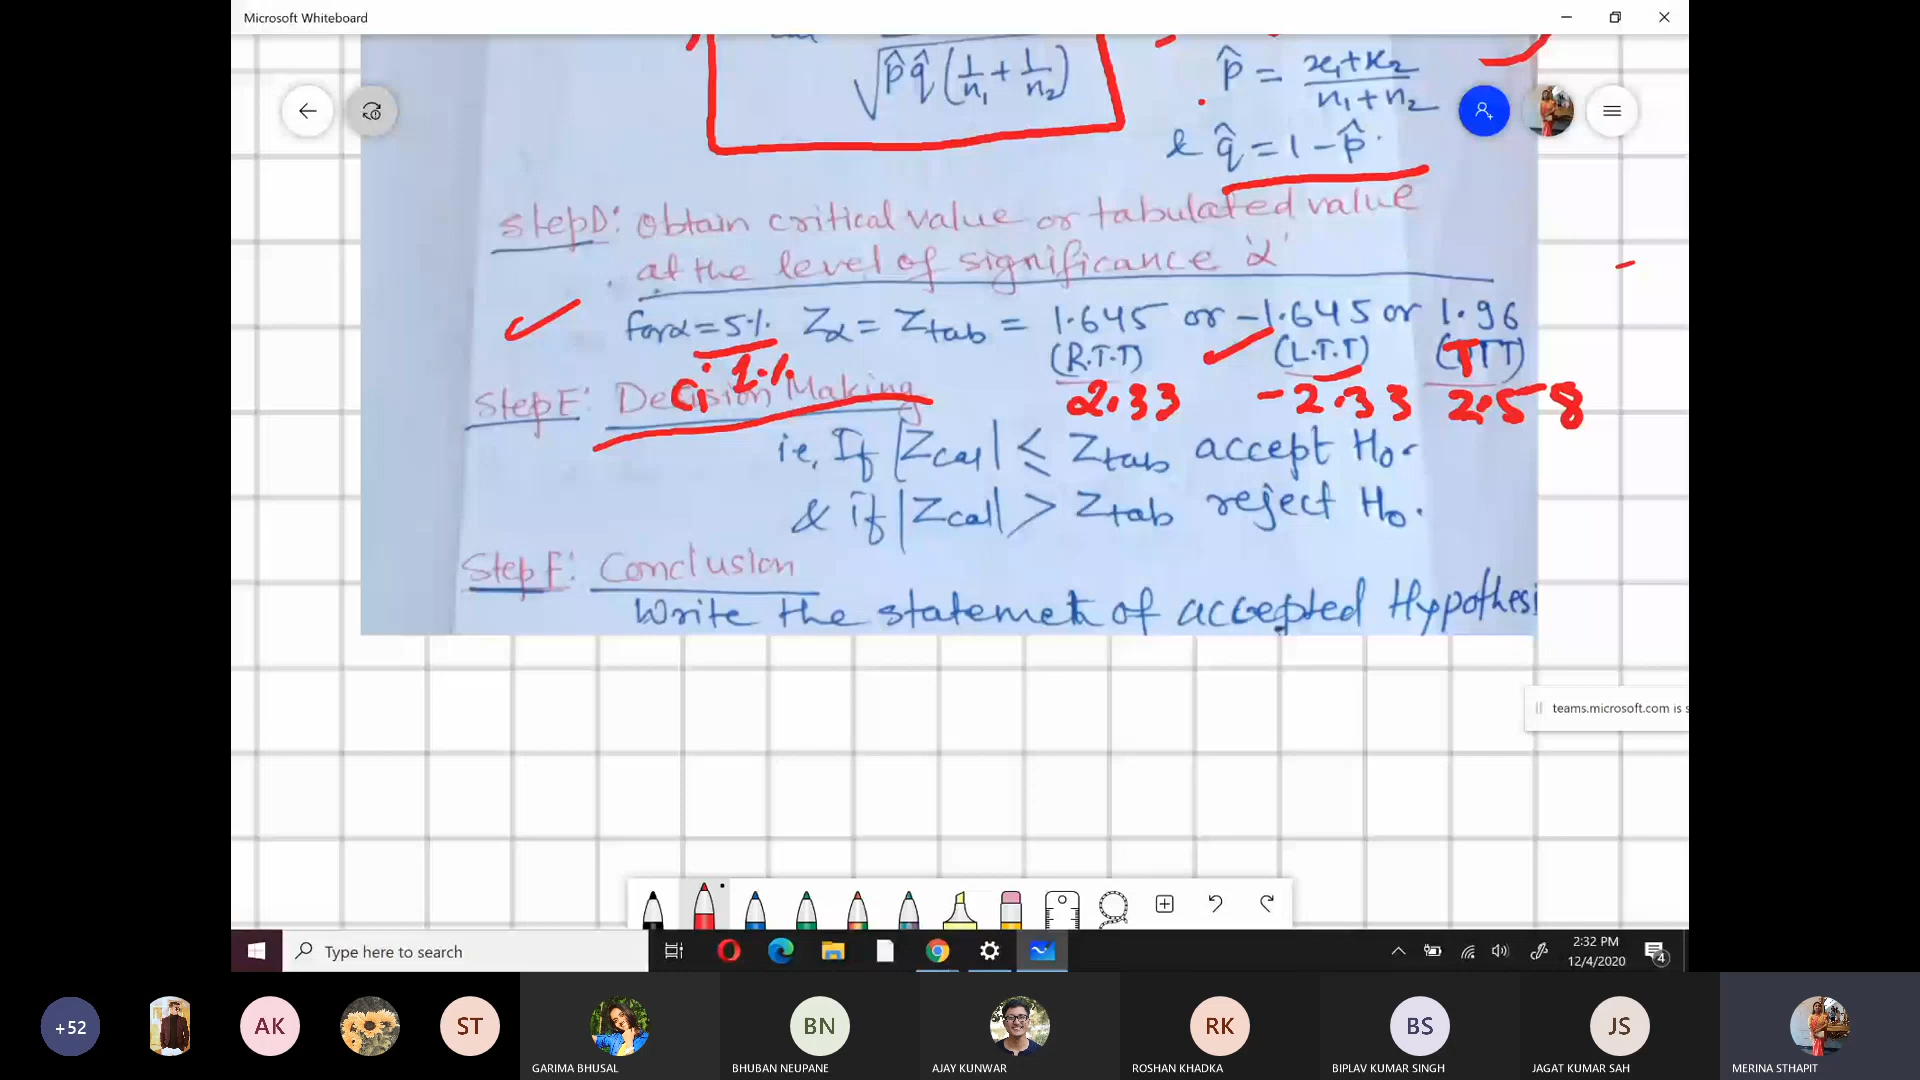 Microsoft Whiteboard
√p̂q̂(1/n₁ + 1/n₂)
p̂ = x₁+x₂/n₁+n₂
& q̂ = 1 - p̂.
StepD: Obtain critical value or tabulated value
at the level of significance 'α'
for α = 5% Zα = Ztab = 1.645 or -1.645 or 1.96
(R.T.T) (L.T.T) (TTT)
1% 2.33 -2.33 2.58
StepE: Decision Making
i.e, If |Zcal| ≤ Ztab accept H₀.
& if |Zcal| > Ztab reject H₀.
StepF: Conclusion
Write the statemet of accepted Hypothesi
teams.microsoft.com is s
Type here to search
2:32 PM
12/4/2020
4
+52
AK
ST
BN
RK
BS
JS
GARIMA BHUSAL
BHUBAN NEUPANE
AJAY KUNWAR
ROSHAN KHADKA
BIPLAV KUMAR SINGH
JAGAT KUMAR SAH
MERINA STHAPIT